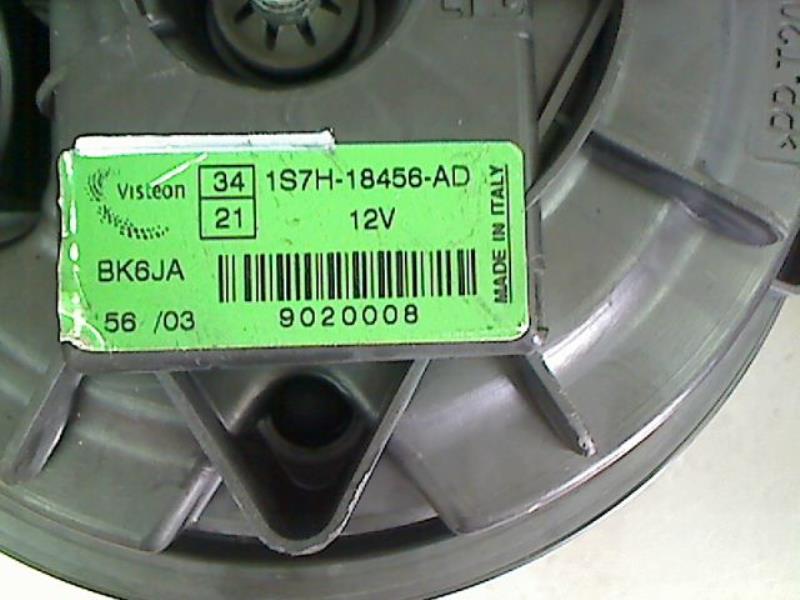 Visteon
34
21
1S7H-18456-AD
12V
BK6JA
56 /03
9020008
MADE IN ITALY